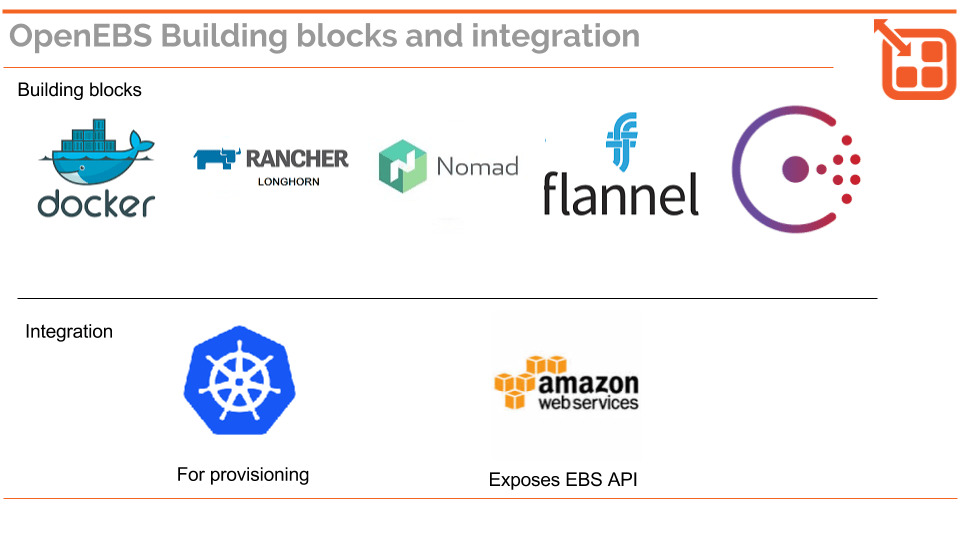 OpenEBS Building blocks and integration
Building blocks
docker
RANCHER
LONGHORN
Nomad
flannel
Integration
amazon
webservices
For provisioning
Exposes EBS API